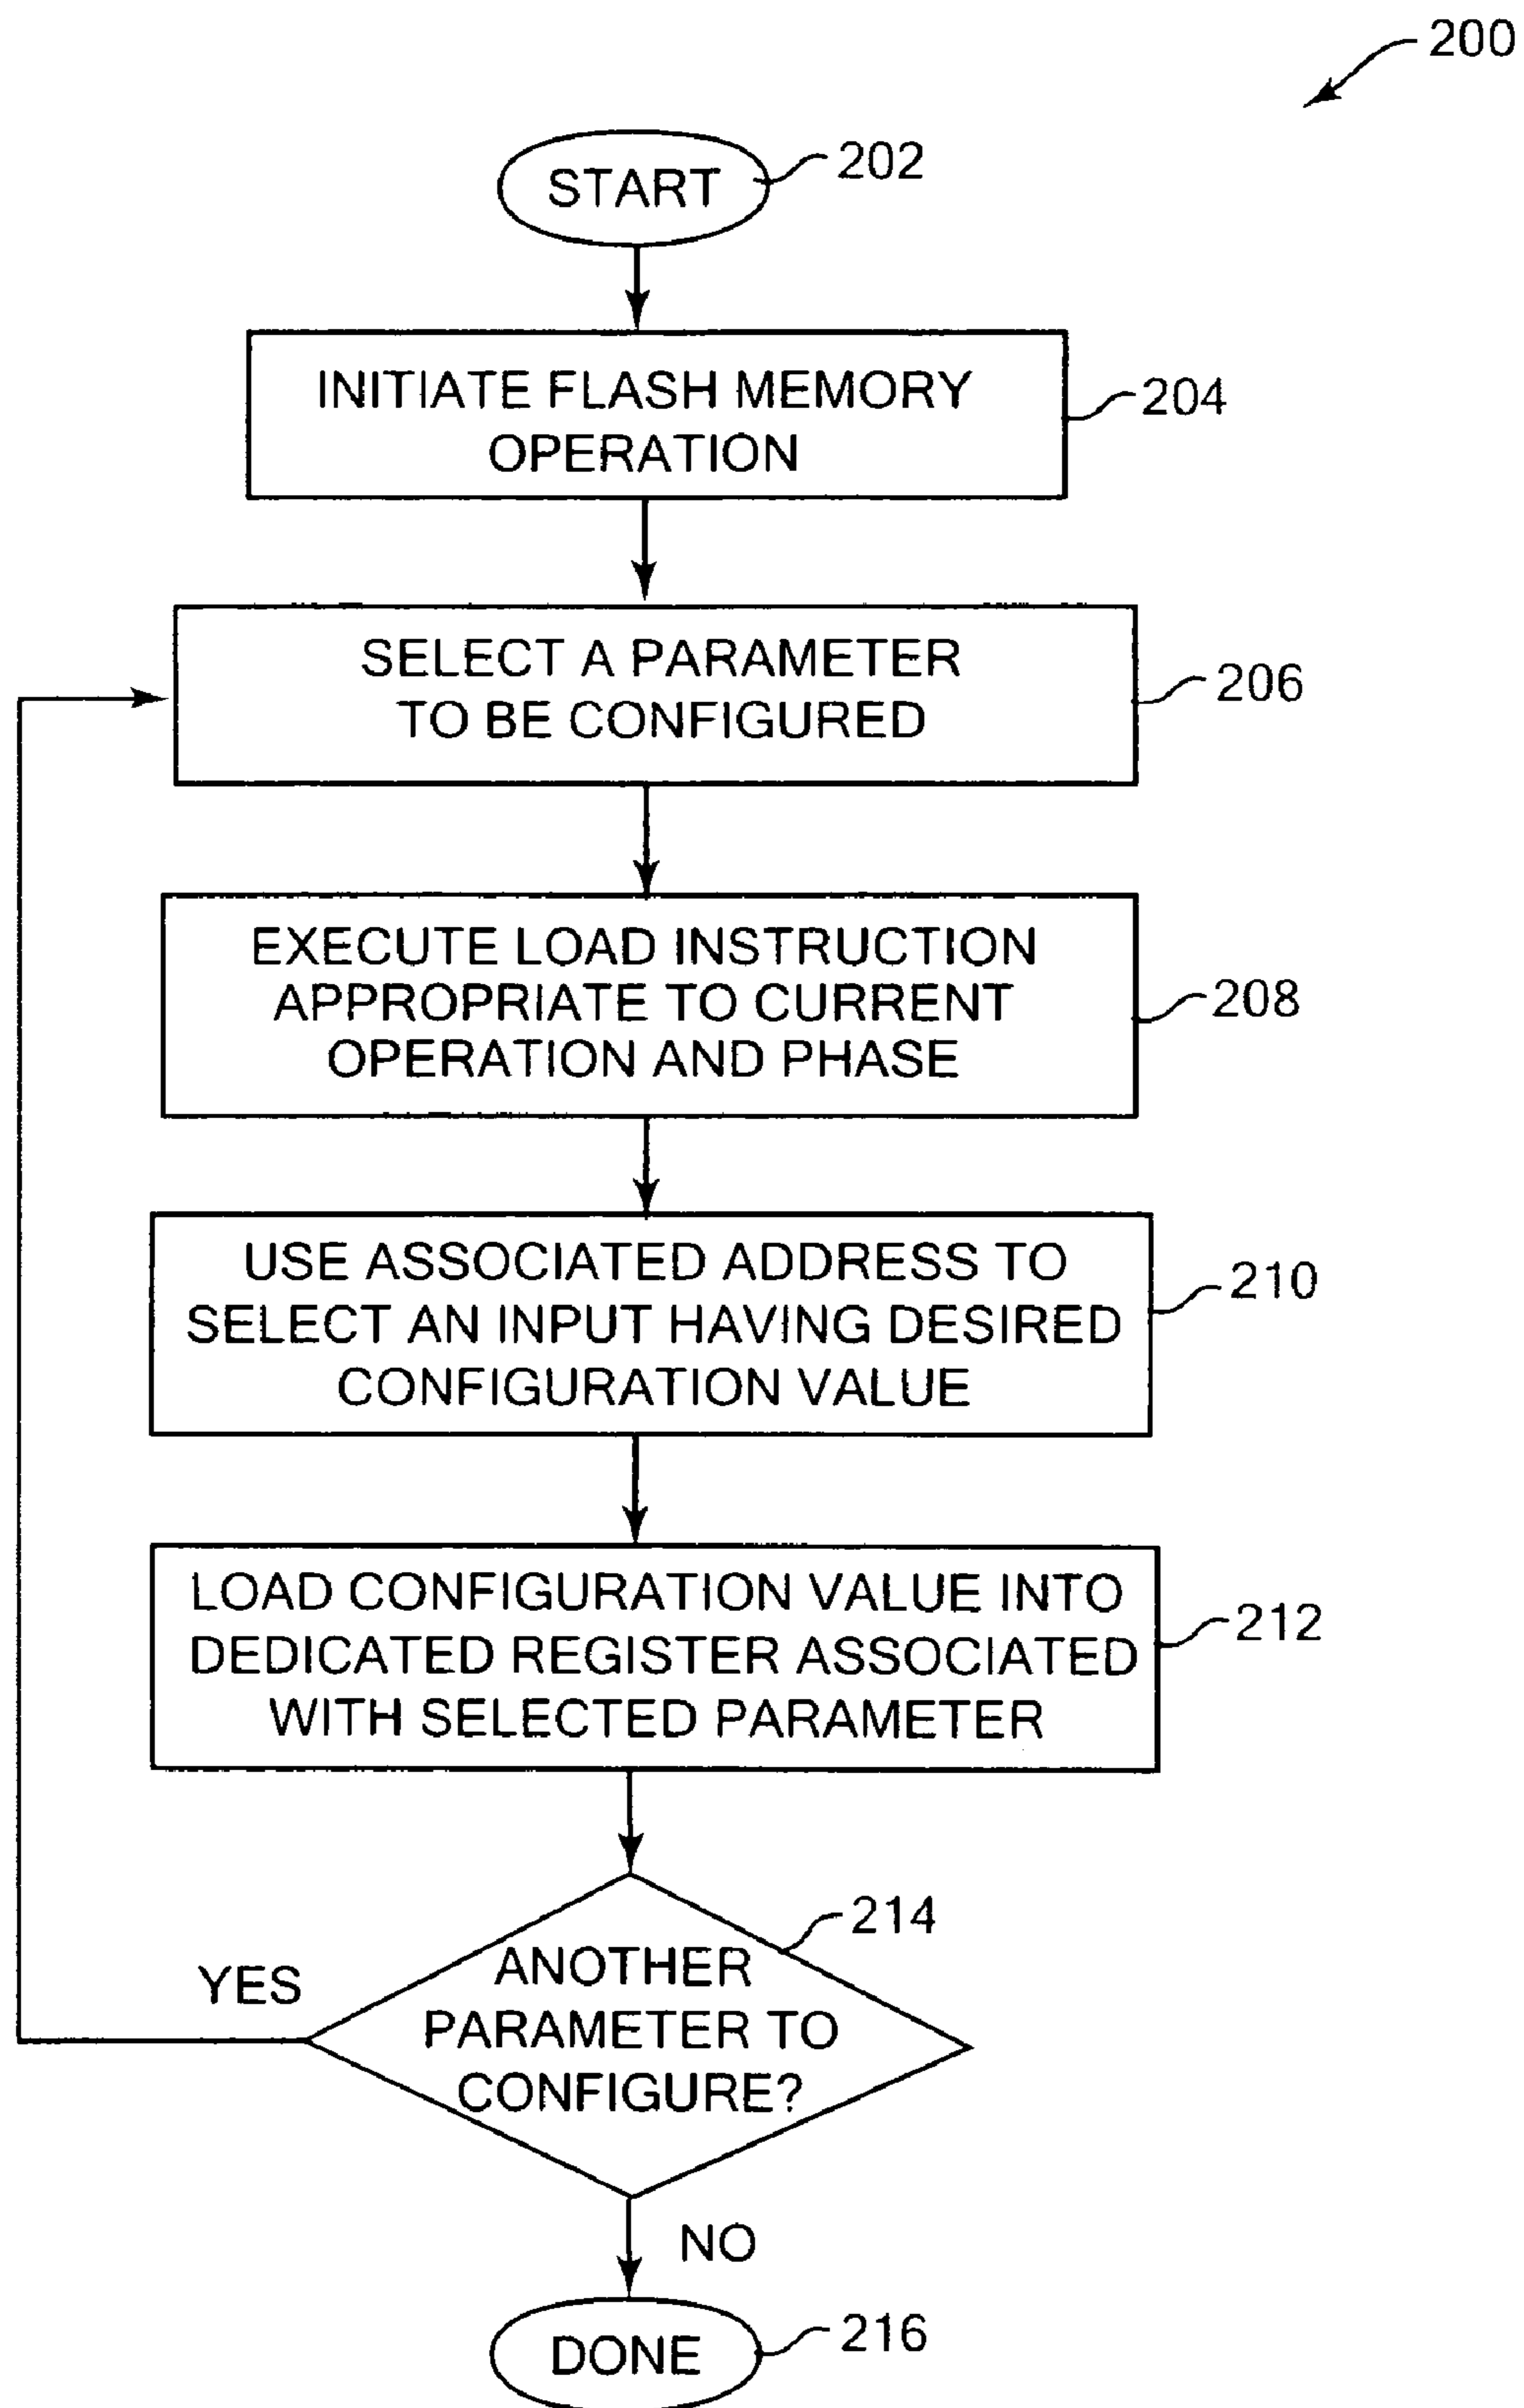 200
START
202
INITIATE FLASH MEMORY
OPERATION
204
SELECT A PARAMETER
TO BE CONFIGURED
206
EXECUTE LOAD INSTRUCTION
APPROPRIATE TO CURRENT
OPERATION AND PHASE
208
USE ASSOCIATED ADDRESS TO
SELECT AN INPUT HAVING DESIRED
CONFIGURATION VALUE
210
LOAD CONFIGURATION VALUE INTO
DEDICATED REGISTER ASSOCIATED
WITH SELECTED PARAMETER
212
214
ANOTHER
PARAMETER TO
CONFIGURE?
YES
NO
DONE
216